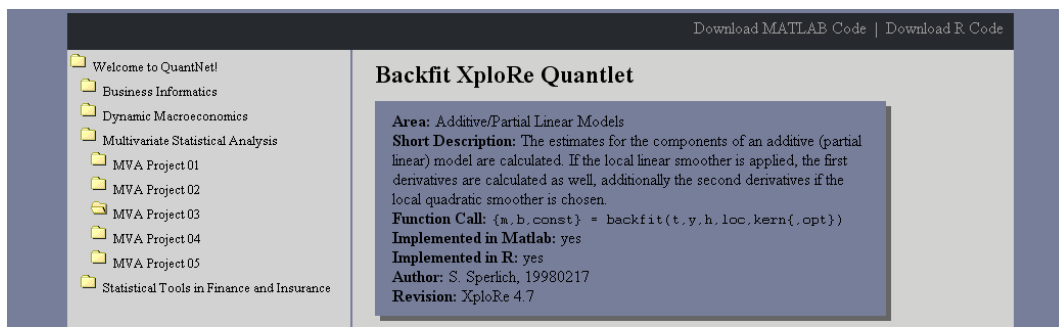 Download MATLAB Code | Download R Code
Welcome to QuantNet!
Business Informatics
Dynamic Macroeconomics
Multivariate Statistical Analysis
MVA Project 01
MVA Project 02
MVA Project 03
MVA Project 04
MVA Project 05
Statistical Tools in Finance and Insurance
Backfit XploRe Quantlet
Area: Additive/Partial Linear Models
Short Description: The estimates for the components of an additive (partial
linear) model are calculated. If the local linear smoother is applied, the first
derivatives are calculated as well, additionally the second derivatives if the
local quadratic smoother is chosen.
Function Call: {m,b,const} = backfit(t,y,h,loc,kern{,opt})
Implemented in Matlab: yes
Implemented in R: yes
Author: S. Sperlich, 19980217
Revision: XploRe 4.7